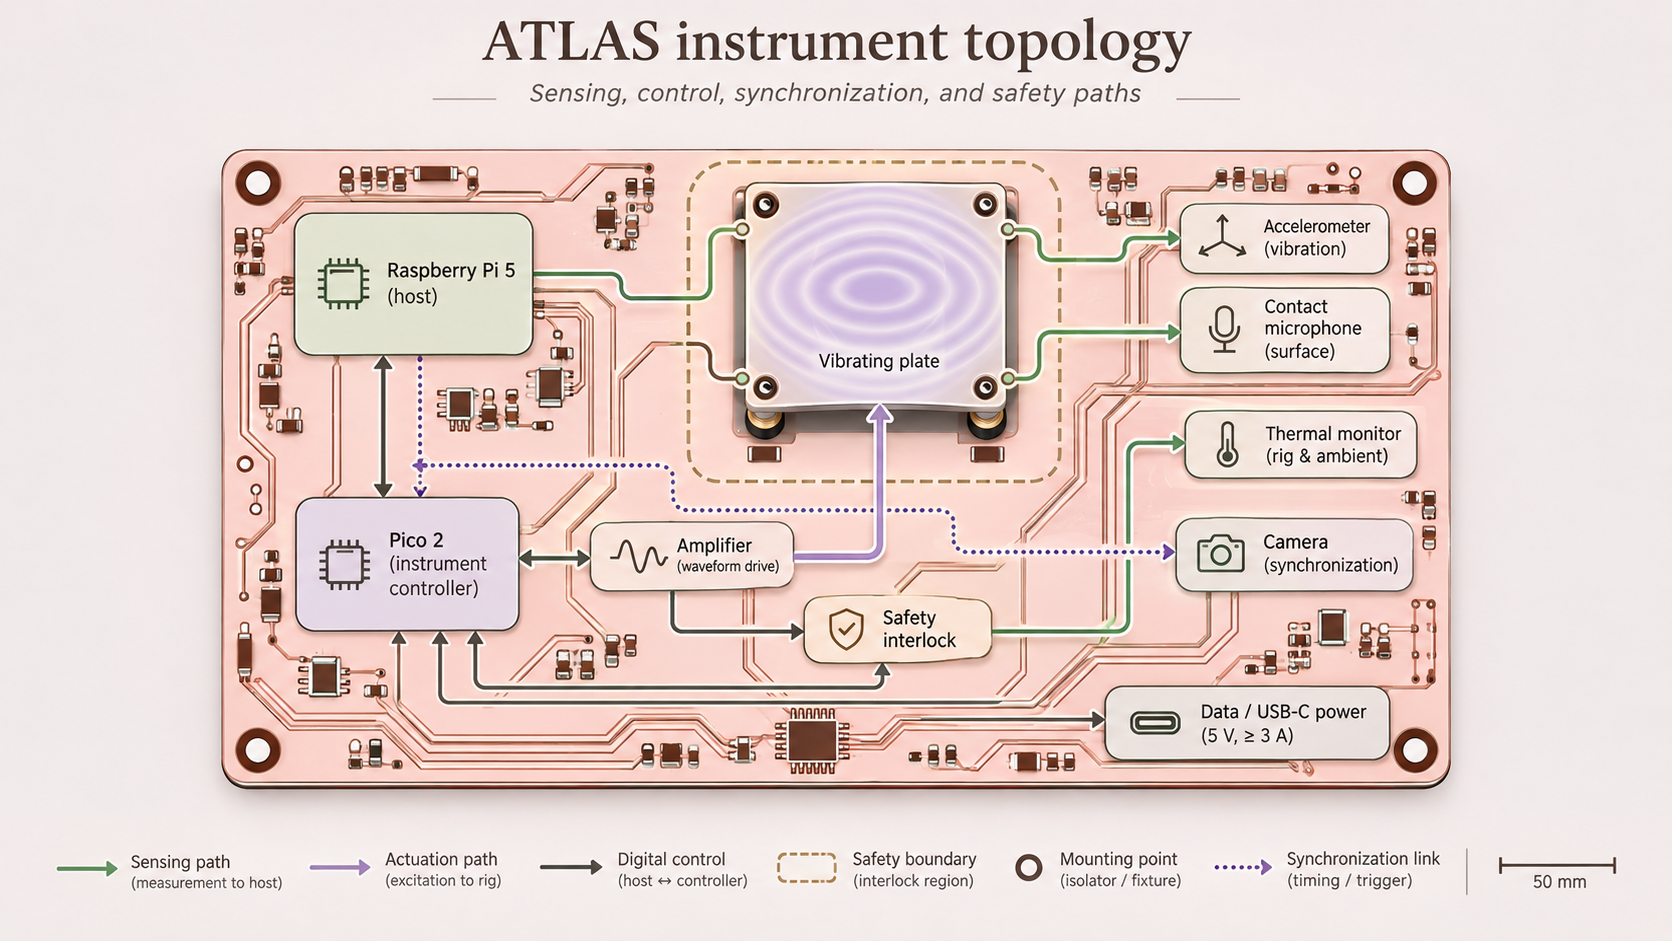 ATLAS instrument topology
Sensing, control, synchronization, and safety paths
Raspberry Pi 5
(host)
Vibrating plate
Accelerometer
(vibration)
Contact
microphone
(surface)
Thermal monitor
(rig & ambient)
Pico 2
(instrument
controller)
Amplifier
(waveform drive)
Camera
(synchronization)
Safety
interlock
Data / USB-C power
(5 V, ≥ 3 A)
Sensing path
(measurement to host)
Actuation path
(excitation to rig)
Digital control
(host ↔ controller)
Safety boundary
(interlock region)
Mounting point
(isolator / fixture)
Synchronization link
(timing / trigger)
50 mm